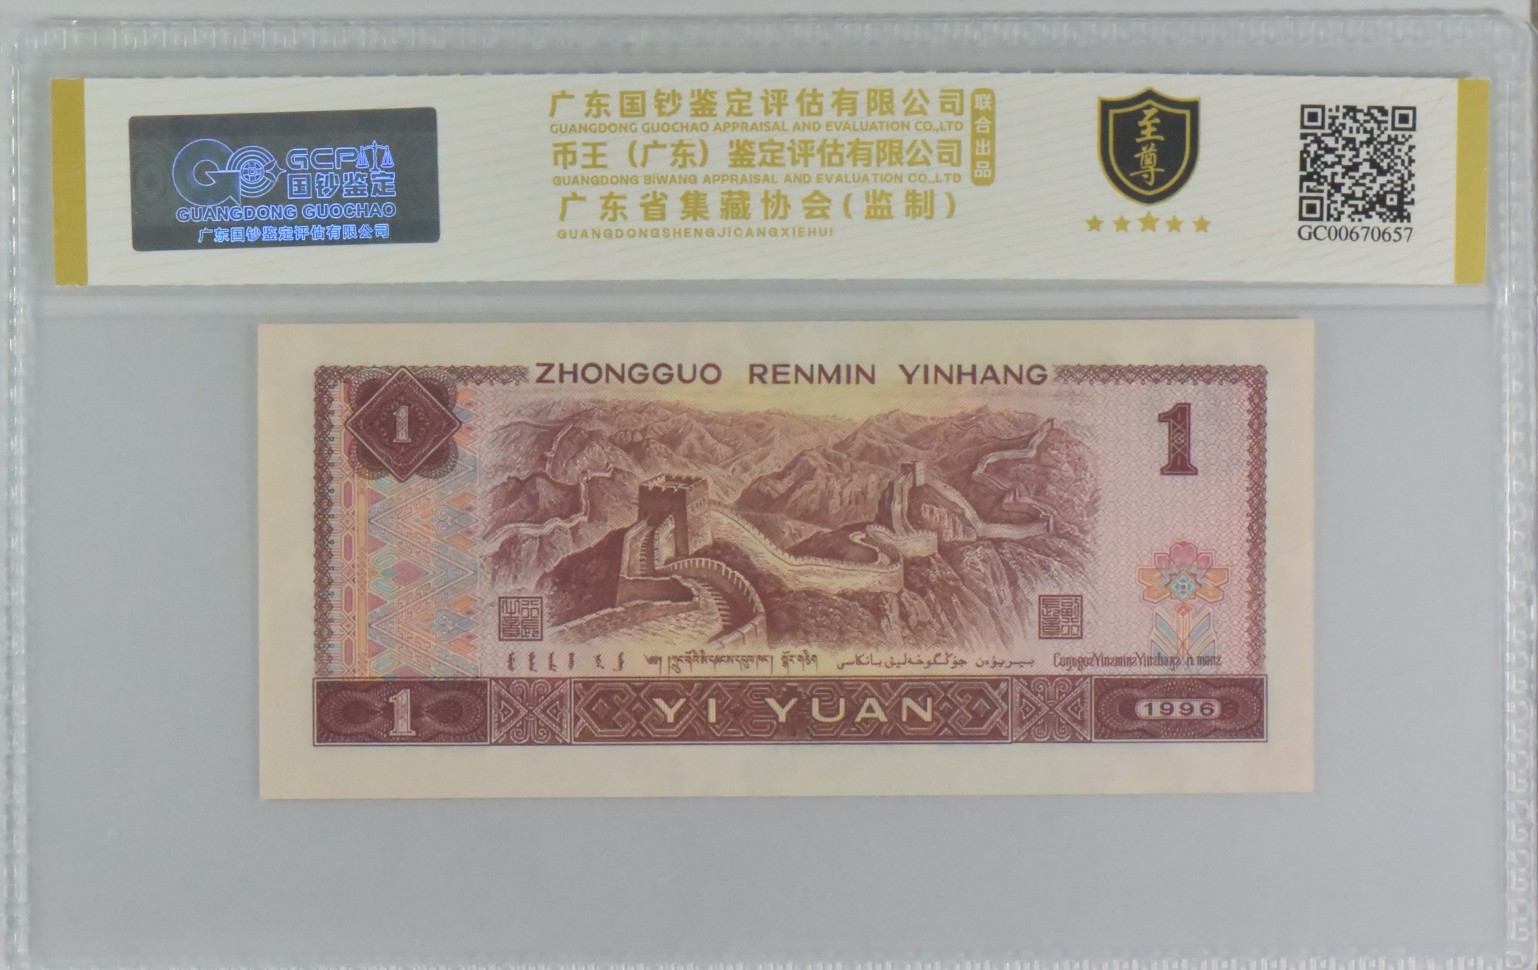 GCP
国钞鉴定
GUANGDONG GUOCHAO
广东国钞鉴定评估有限公司
广东国钞鉴定评估有限公司
GUANGDONG GUOCHAO APPRAISAL AND EVALUATION CO.,LTD
币王（广东）鉴定评估有限公司
GUANGDONG BIWANG APPRAISAL AND EVALUATION CO.,LTD
联合出品
广东省集藏协会(监制)
GUANGDONGSHENGJICANGXIEHUI
至尊
GC00670657
ZHONGGUO RENMIN YINHANG
1
1
1
YI YUAN
1996